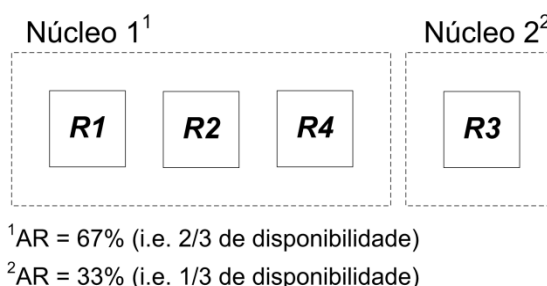 Núcleo 1¹ Núcleo 2²
R1 R2 R4 R3
¹AR = 67% (i.e. 2/3 de disponibilidade)
²AR = 33% (i.e. 1/3 de disponibilidade)